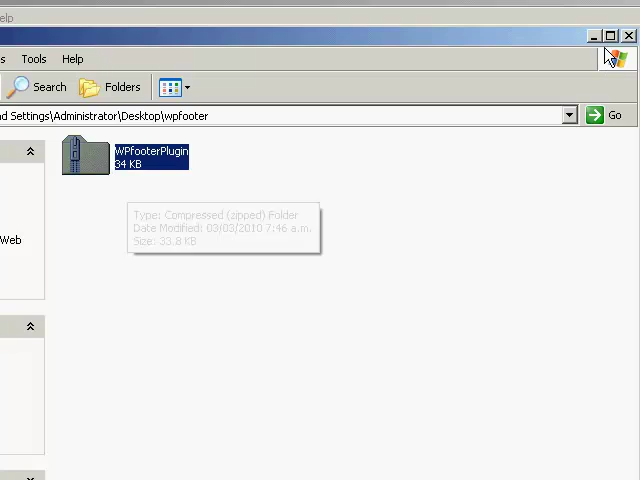 elp
s Tools Help
Search Folders
nd Settings\Administrator\Desktop\wpfooter Go
WPfooterPlugin
34 KB
Type: Compressed (zipped) Folder
Date Modified: 03/03/2010 7:46 a.m.
Size: 33.8 KB
Web